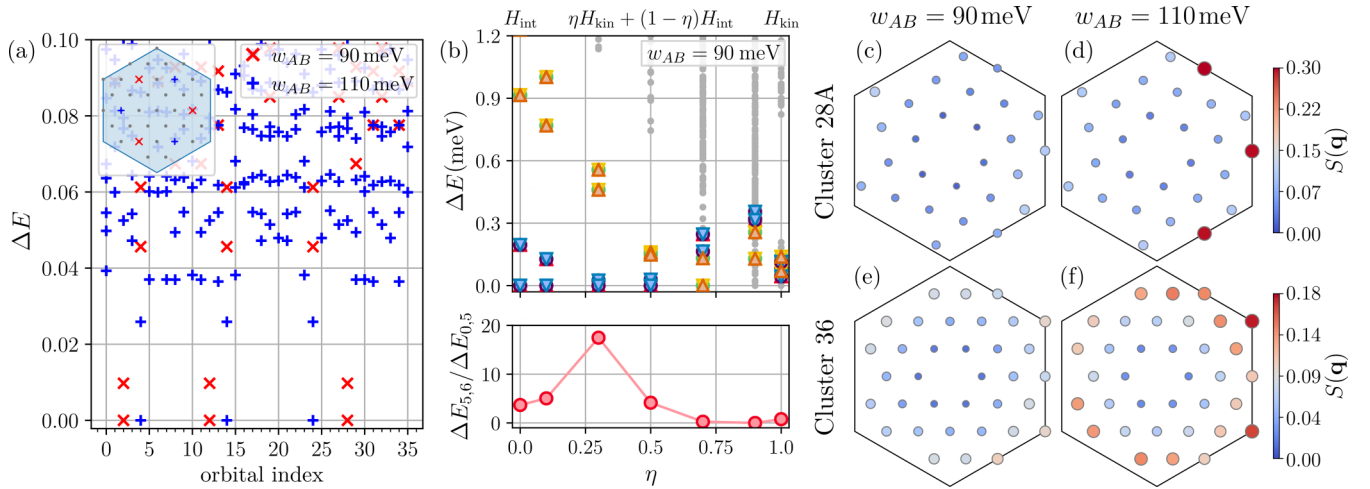 (a)
w_AB = 90 meV
w_AB = 110 meV
0.10
0.08
0.06
0.04
0.02
0.00
ΔE
0 5 10 15 20 25 30 35
orbital index
H_int ηH_kin + (1 − η)H_int H_kin
(b)
w_AB = 90 meV
1.2
0.9
0.6
0.3
0.0
ΔE(meV)
20
10
0
ΔE_5,6/ΔE_0,5
0.0 0.25 0.5 0.75 1.0
η
w_AB = 90 meV w_AB = 110 meV
(c) (d)
Cluster 28A
0.30
0.22
0.15
0.07
0.00
S(q)
(e) (f)
Cluster 36
0.18
0.13
0.09
0.04
0.00
S(q)